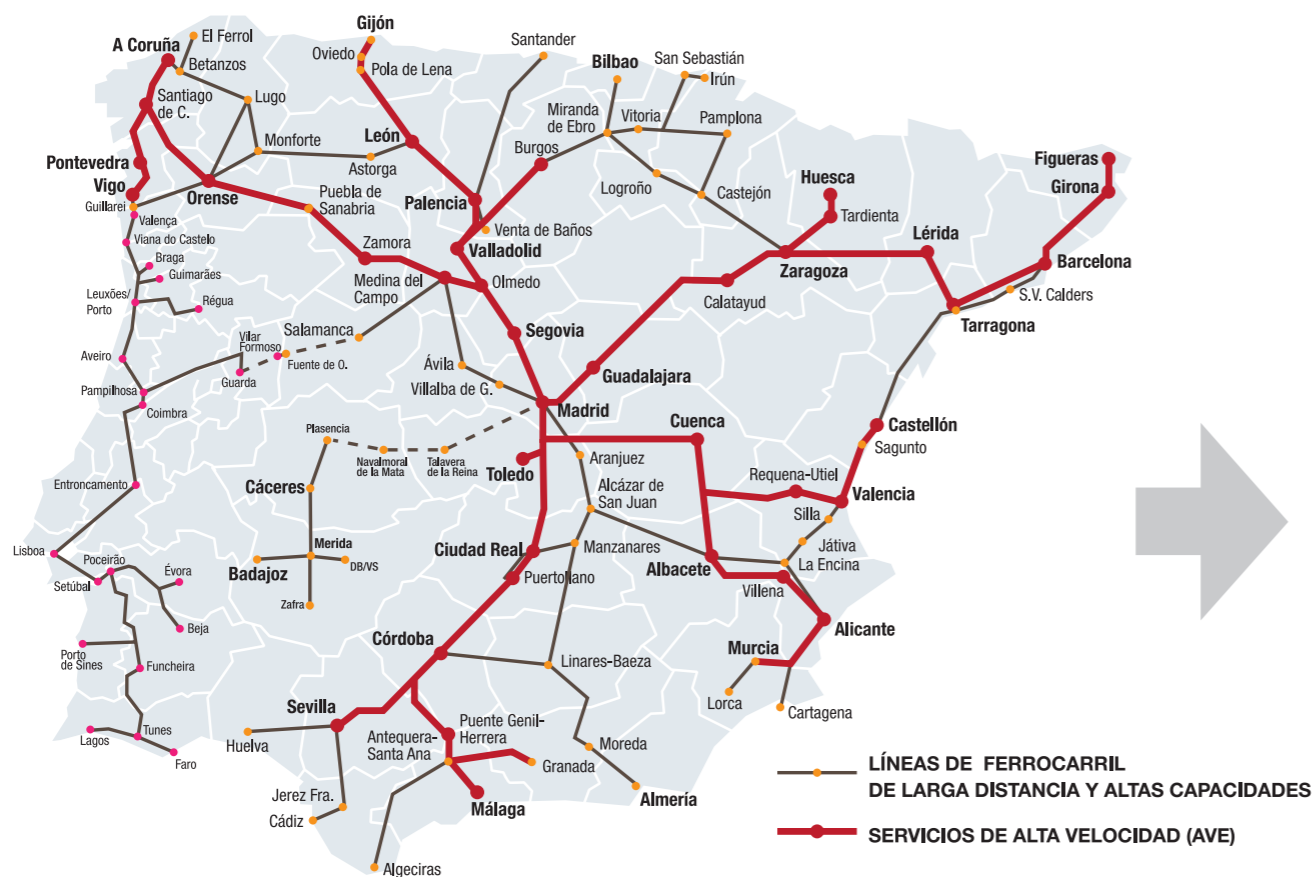 Gijón
El Ferrol
A Coruña
Oviedo
Santander
Betanzos
Pola de Lena
Bilbao
San Sebastián
Irún
Santiago
de C.
Lugo
Miranda
de Ebro
Vitoria
Pamplona
Monforte
León
Burgos
Astorga
Figueras
Pontevedra
Huesca
Girona
Vigo
Orense
Puebla de
Sanabria
Palencia
Logroño
Castejón
Guillarei
Tardienta
Valença
Venta de Baños
Viana do Castelo
Zamora
Valladolid
Lérida
Braga
Zaragoza
Barcelona
Guimarães
Medina del
Campo
Olmedo
Leuxões/
Porto
Régua
Calatayud
S.V. Calders
Salamanca
Segovia
Tarragona
Vilar
Formoso
Aveiro
Fuente de O.
Ávila
Guarda
Guadalajara
Pampilhosa
Villalba de G.
Coimbra
Madrid
Cuenca
Castellón
Plasencia
Sagunto
Navalmoral
de la Mata
Talavera
de la Reina
Toledo
Aranjuez
Requena-Utiel
Entroncamento
Cáceres
Alcázar de
San Juan
Valencia
Silla
Lisboa
Merida
Ciudad Real
Manzanares
Játiva
Poceirão
Badajoz
DB/VS
Albacete
La Encina
Setúbal
Évora
Puertollano
Villena
Zafra
Beja
Alicante
Córdoba
Murcia
Porto
de Sines
Funcheira
Linares-Baeza
Lorca
Sevilla
Cartagena
Puente Genil-
Herrera
Lagos
Tunes
Huelva
Antequera-
Santa Ana
Moreda
Faro
Granada
Jerez Fra.
Málaga
Almería
Cádiz
Algeciras
LÍNEAS DE FERROCARRIL
DE LARGA DISTANCIA Y ALTAS CAPACIDADES
SERVICIOS DE ALTA VELOCIDAD (AVE)